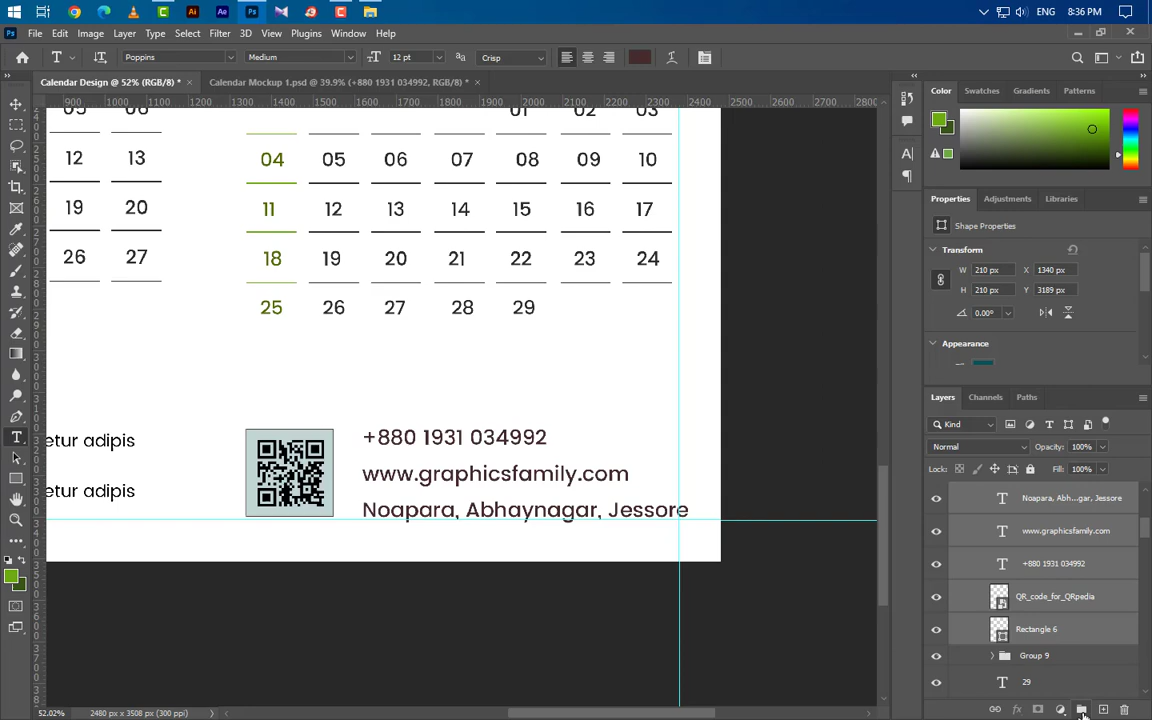 ENG 8:36 PM
File Edit Image Layer Type Select Filter 3D View Plugins Window Help
Poppins Medium 12 pt Crisp
Calendar Design @ 52% (RGB/8) * Calendar Mockup 1.psd @ 39.9% (+880 1931 034992, RGB/8) *
900 1000 1100 1200 1300 1400 1500 1600 1700 1800 1900 2000 2100 2200 2300 2400 2500 2600 2700 2800
05 06 01 02 03
12 13 04 05 06 07 08 09 10
19 20 11 12 13 14 15 16 17
26 27 18 19 20 21 22 23 24
25 26 27 28 29
etur adipis
etur adipis
+880 1931 034992
www.graphicsfamily.com
Noapara, Abhaynagar, Jessore
52.02% 2480 px x 3508 px (300 ppi)
Color Swatches Gradients Patterns
Properties Adjustments Libraries
Shape Properties
Transform
W 210 px X 1340 px
H 210 px Y 3189 px
0.00°
Appearance
Layers Channels Paths
Kind
Normal Opacity: 100%
Lock: Fill: 100%
Noapara, Abh...gar, Jessore
www.graphicsfamily.com
+880 1931 034992
QR_code_for_QRpedia
Rectangle 6
Group 9
29